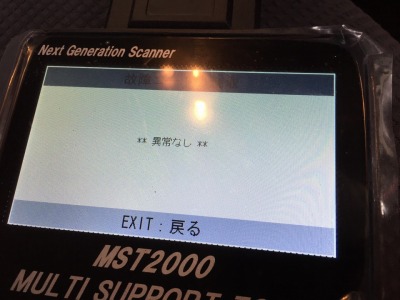 Next Generation Scanner
** 異常なし **
EXIT : 戻る
MST2000
MULTI SUPPORT